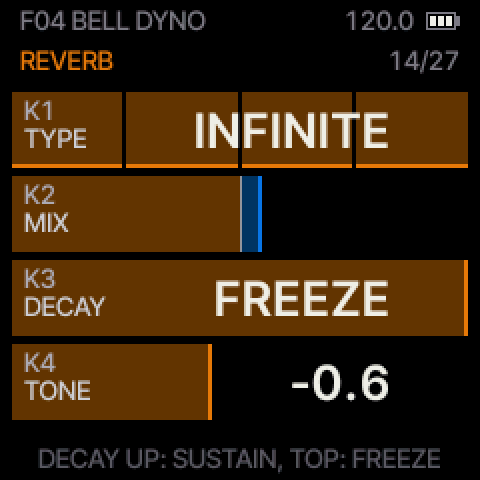 F04 BELL DYNO 120.0
REVERB 14/27
K1
TYPE INFINITE
K2
MIX
K3
DECAY FREEZE
K4
TONE -0.6
DECAY UP: SUSTAIN, TOP: FREEZE